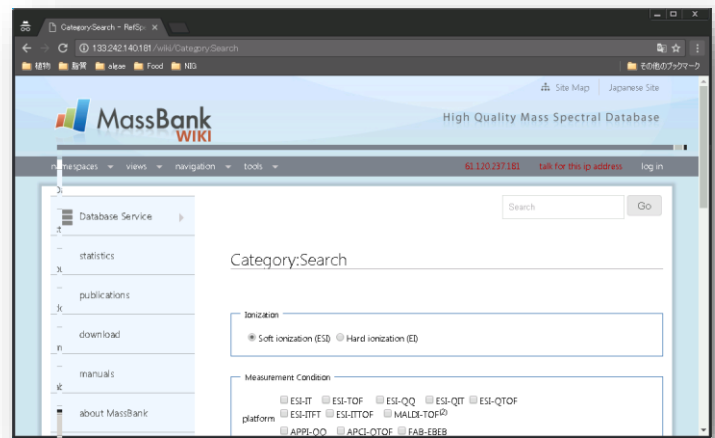 Category:Search - RefSp
133.242.140.181/wiki/Category:Search
植物 脂質 algae Food NIG その他のブックマーク
Site Map Japanese Site
MassBank
WIKI
High Quality Mass Spectral Database
namespaces views navigation tools 61.120.237.181 talk for this ip address log in
Database Service
Search Go
statistics
Category:Search
publications
Ionization
download
Soft ionization (ESI) Hard ionization (EI)
manuals
Measurement Condition
ESI-IT ESI-TOF ESI-QQ ESI-QIT ESI-QTOF
about MassBank
platform ESI-ITFT ESI-ITTOF MALDI-TOF(2)
APPI-QQ APCI-QTOF FAB-EBEB